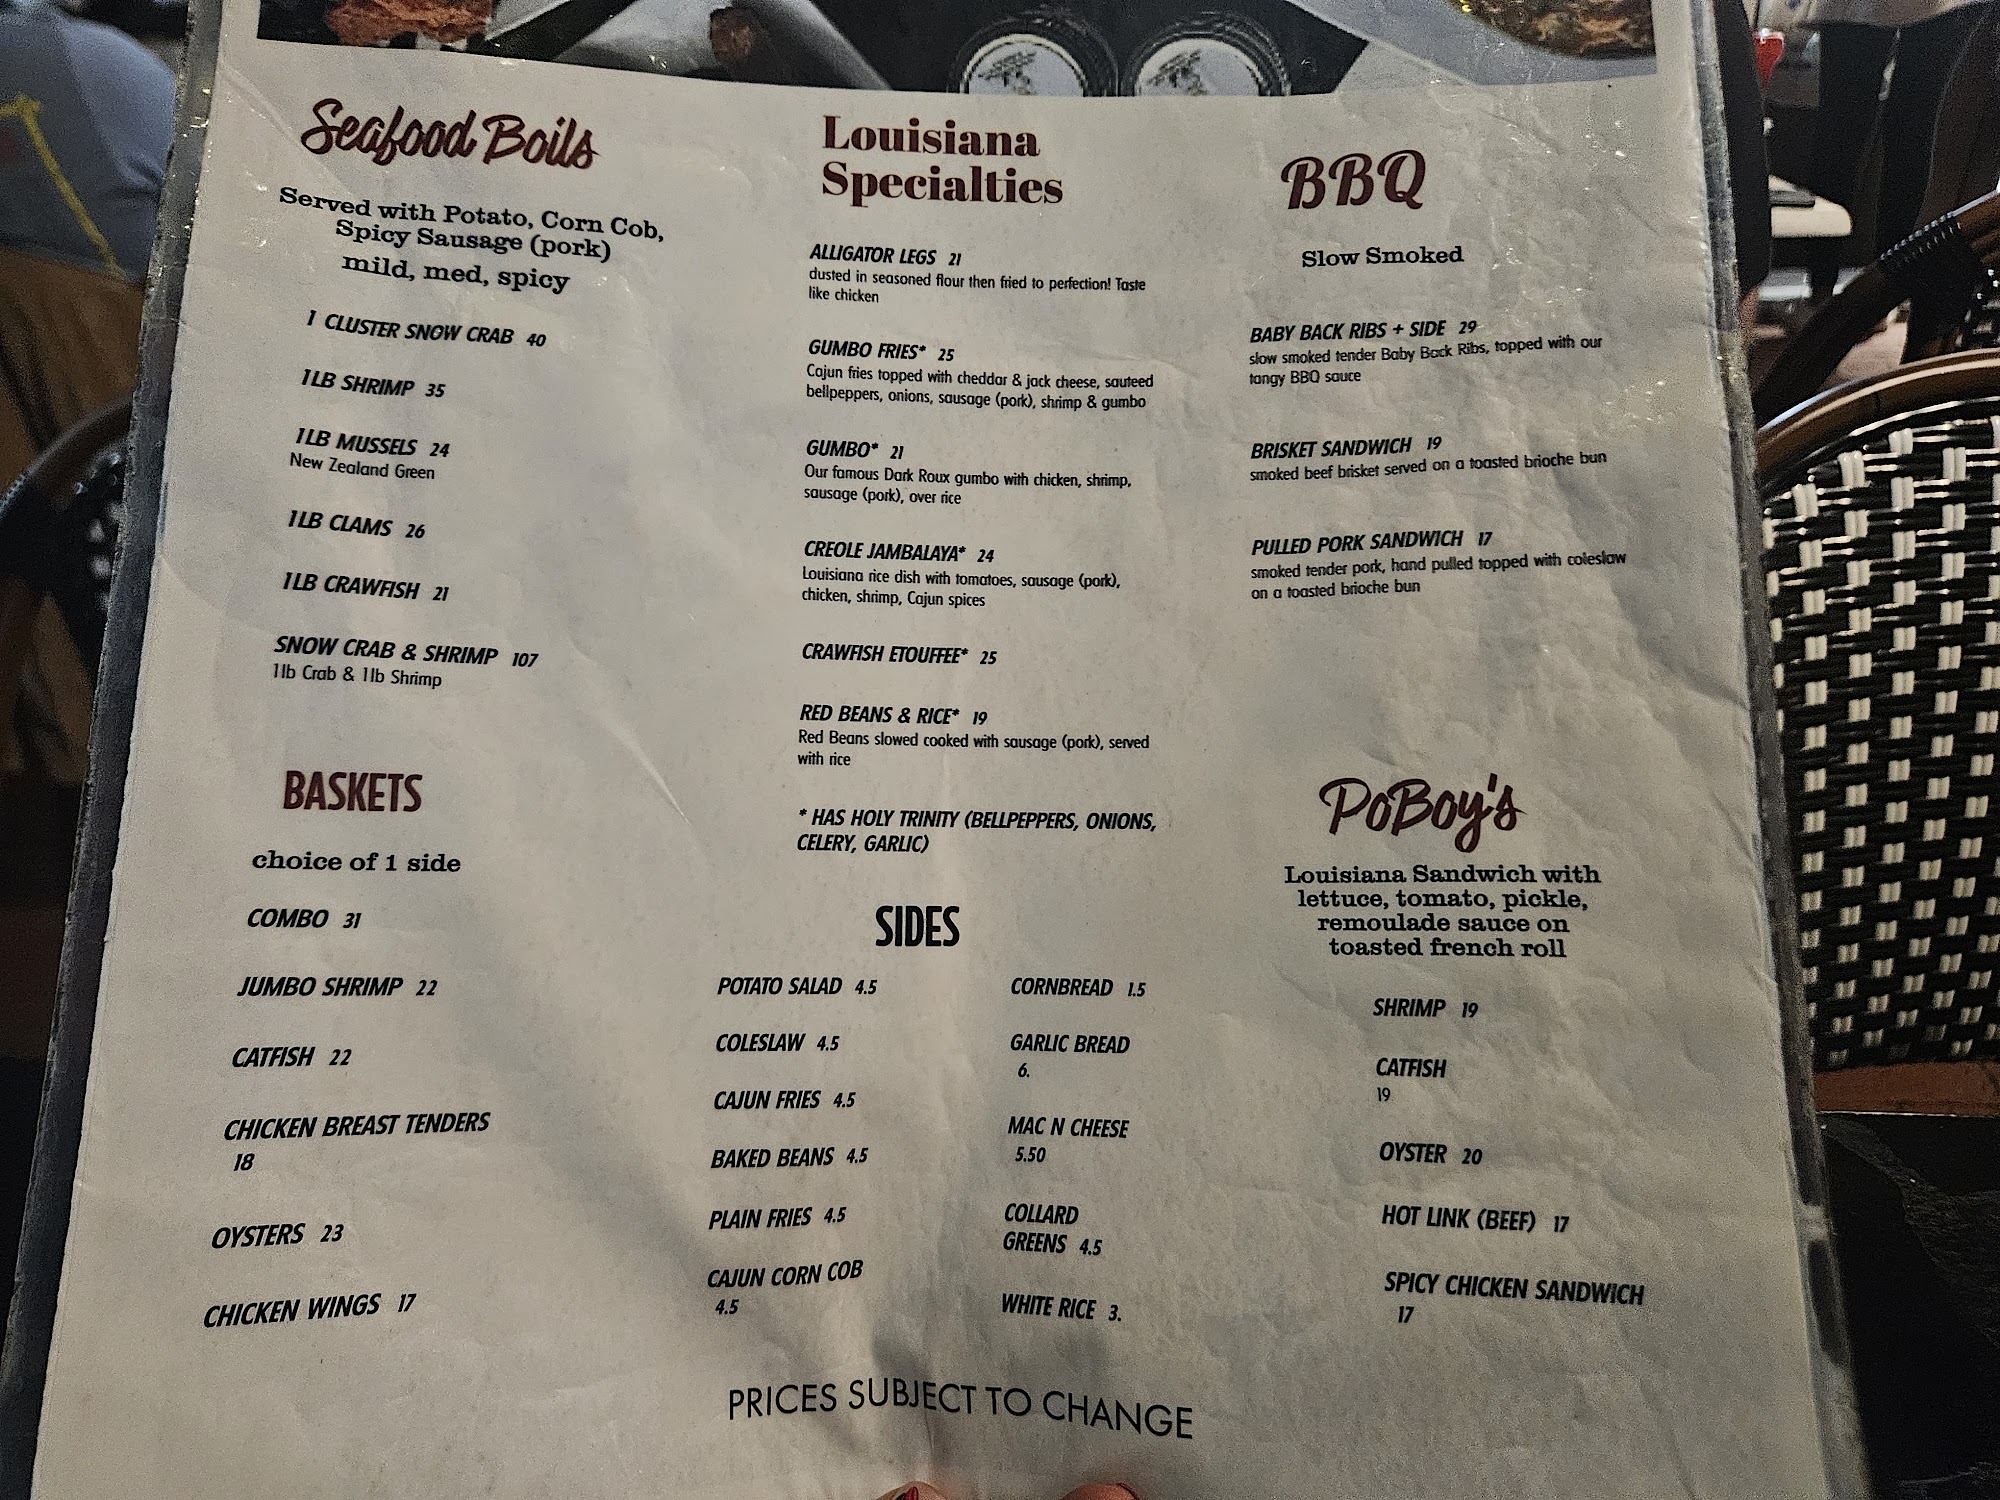 Seafood Boils
Served with Potato, Corn Cob,
Spicy Sausage (pork)
mild, med, spicy
1 CLUSTER SNOW CRAB 40
1LB SHRIMP 35
1LB MUSSELS 24
New Zealand Green
1LB CLAMS 26
1LB CRAWFISH 21
SNOW CRAB & SHRIMP 107
1lb Crab & 1lb Shrimp
BASKETS
choice of 1 side
COMBO 31
JUMBO SHRIMP 22
CATFISH 22
CHICKEN BREAST TENDERS
18
OYSTERS 23
CHICKEN WINGS 17
Louisiana
Specialties
ALLIGATOR LEGS 21
dusted in seasoned flour then fried to perfection! Taste
like chicken
GUMBO FRIES* 25
Cajun fries topped with cheddar & jack cheese, sauteed
bellpeppers, onions, sausage (pork), shrimp & gumbo
GUMBO* 21
Our famous Dark Roux gumbo with chicken, shrimp,
sausage (pork), over rice
CREOLE JAMBALAYA* 24
Louisiana rice dish with tomatoes, sausage (pork),
chicken, shrimp, Cajun spices
CRAWFISH ETOUFFEE* 25
RED BEANS & RICE* 19
Red Beans slowed cooked with sausage (pork), served
with rice
* HAS HOLY TRINITY (BELLPEPPERS, ONIONS,
CELERY, GARLIC)
SIDES
POTATO SALAD 4.5
COLESLAW 4.5
CAJUN FRIES 4.5
BAKED BEANS 4.5
PLAIN FRIES 4.5
CAJUN CORN COB
4.5
CORNBREAD 1.5
GARLIC BREAD
6.
MAC N CHEESE
5.50
COLLARD
GREENS 4.5
WHITE RICE 3.
BBQ
Slow Smoked
BABY BACK RIBS + SIDE 29
slow smoked tender Baby Back Ribs, topped with our
tangy BBQ sauce
BRISKET SANDWICH 19
smoked beef brisket served on a toasted brioche bun
PULLED PORK SANDWICH 17
smoked tender pork, hand pulled topped with coleslaw
on a toasted brioche bun
PoBoy's
Louisiana Sandwich with
lettuce, tomato, pickle,
remoulade sauce on
toasted french roll
SHRIMP 19
CATFISH
19
OYSTER 20
HOT LINK (BEEF) 17
SPICY CHICKEN SANDWICH
17
PRICES SUBJECT TO CHANGE